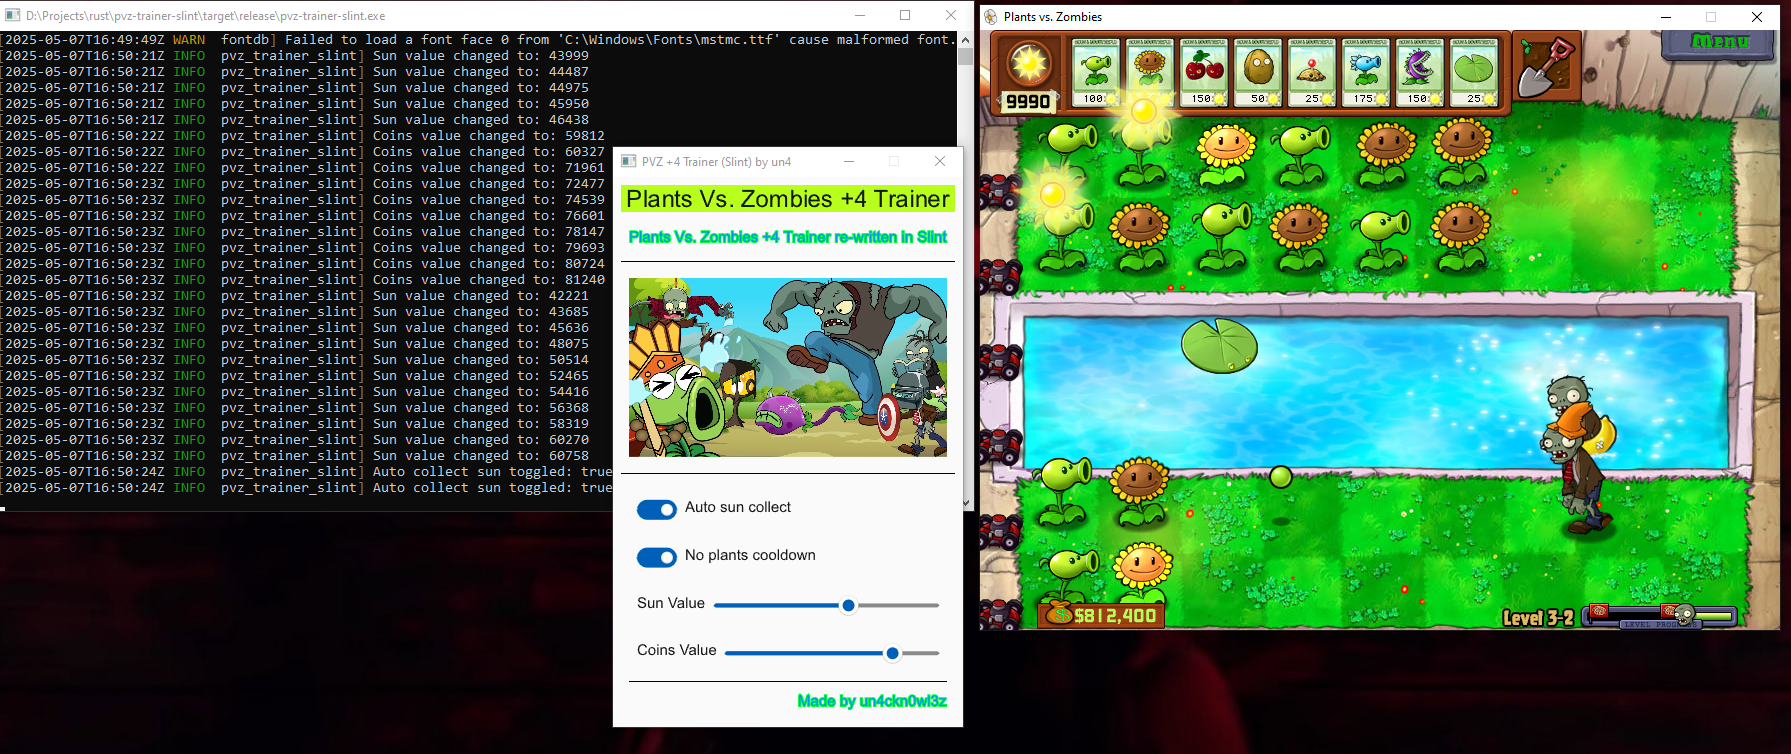 D:\Projects\rust\pvz-trainer-slint\target\release\pvz-trainer-slint.exe
[2025-05-07T16:49:49Z WARN  fontdb] Failed to load a font face 0 from 'C:\Windows\Fonts\mstmc.ttf' cause malformed font.
[2025-05-07T16:50:21Z INFO  pvz_trainer_slint] Sun value changed to: 43999
[2025-05-07T16:50:21Z INFO  pvz_trainer_slint] Sun value changed to: 44487
[2025-05-07T16:50:21Z INFO  pvz_trainer_slint] Sun value changed to: 44975
[2025-05-07T16:50:21Z INFO  pvz_trainer_slint] Sun value changed to: 45950
[2025-05-07T16:50:21Z INFO  pvz_trainer_slint] Sun value changed to: 46438
[2025-05-07T16:50:22Z INFO  pvz_trainer_slint] Coins value changed to: 59812
[2025-05-07T16:50:22Z INFO  pvz_trainer_slint] Coins value changed to: 60327
[2025-05-07T16:50:22Z INFO  pvz_trainer_slint] Coins value changed to: 71961
[2025-05-07T16:50:23Z INFO  pvz_trainer_slint] Coins value changed to: 72477
[2025-05-07T16:50:23Z INFO  pvz_trainer_slint] Coins value changed to: 74539
[2025-05-07T16:50:23Z INFO  pvz_trainer_slint] Coins value changed to: 76601
[2025-05-07T16:50:23Z INFO  pvz_trainer_slint] Coins value changed to: 78147
[2025-05-07T16:50:23Z INFO  pvz_trainer_slint] Coins value changed to: 79693
[2025-05-07T16:50:23Z INFO  pvz_trainer_slint] Coins value changed to: 80724
[2025-05-07T16:50:23Z INFO  pvz_trainer_slint] Coins value changed to: 81240
[2025-05-07T16:50:23Z INFO  pvz_trainer_slint] Sun value changed to: 42221
[2025-05-07T16:50:23Z INFO  pvz_trainer_slint] Sun value changed to: 43685
[2025-05-07T16:50:23Z INFO  pvz_trainer_slint] Sun value changed to: 45636
[2025-05-07T16:50:23Z INFO  pvz_trainer_slint] Sun value changed to: 48075
[2025-05-07T16:50:23Z INFO  pvz_trainer_slint] Sun value changed to: 50514
[2025-05-07T16:50:23Z INFO  pvz_trainer_slint] Sun value changed to: 52465
[2025-05-07T16:50:23Z INFO  pvz_trainer_slint] Sun value changed to: 54416
[2025-05-07T16:50:23Z INFO  pvz_trainer_slint] Sun value changed to: 56368
[2025-05-07T16:50:23Z INFO  pvz_trainer_slint] Sun value changed to: 58319
[2025-05-07T16:50:23Z INFO  pvz_trainer_slint] Sun value changed to: 60270
[2025-05-07T16:50:23Z INFO  pvz_trainer_slint] Sun value changed to: 60758
[2025-05-07T16:50:24Z INFO  pvz_trainer_slint] Auto collect sun toggled: true
[2025-05-07T16:50:24Z INFO  pvz_trainer_slint] Auto collect sun toggled: true
PVZ +4 Trainer (Slint) by un4
Plants Vs. Zombies +4 Trainer
Plants Vs. Zombies +4 Trainer re-written in Slint
Auto sun collect
No plants cooldown
Sun Value
Coins Value
Made by un4ckn0wl3z
Plants vs. Zombies
Menu
9990
100 50 150 50 25 175 150 25
$812,400
Level 3-2
LEVEL PROGRESS